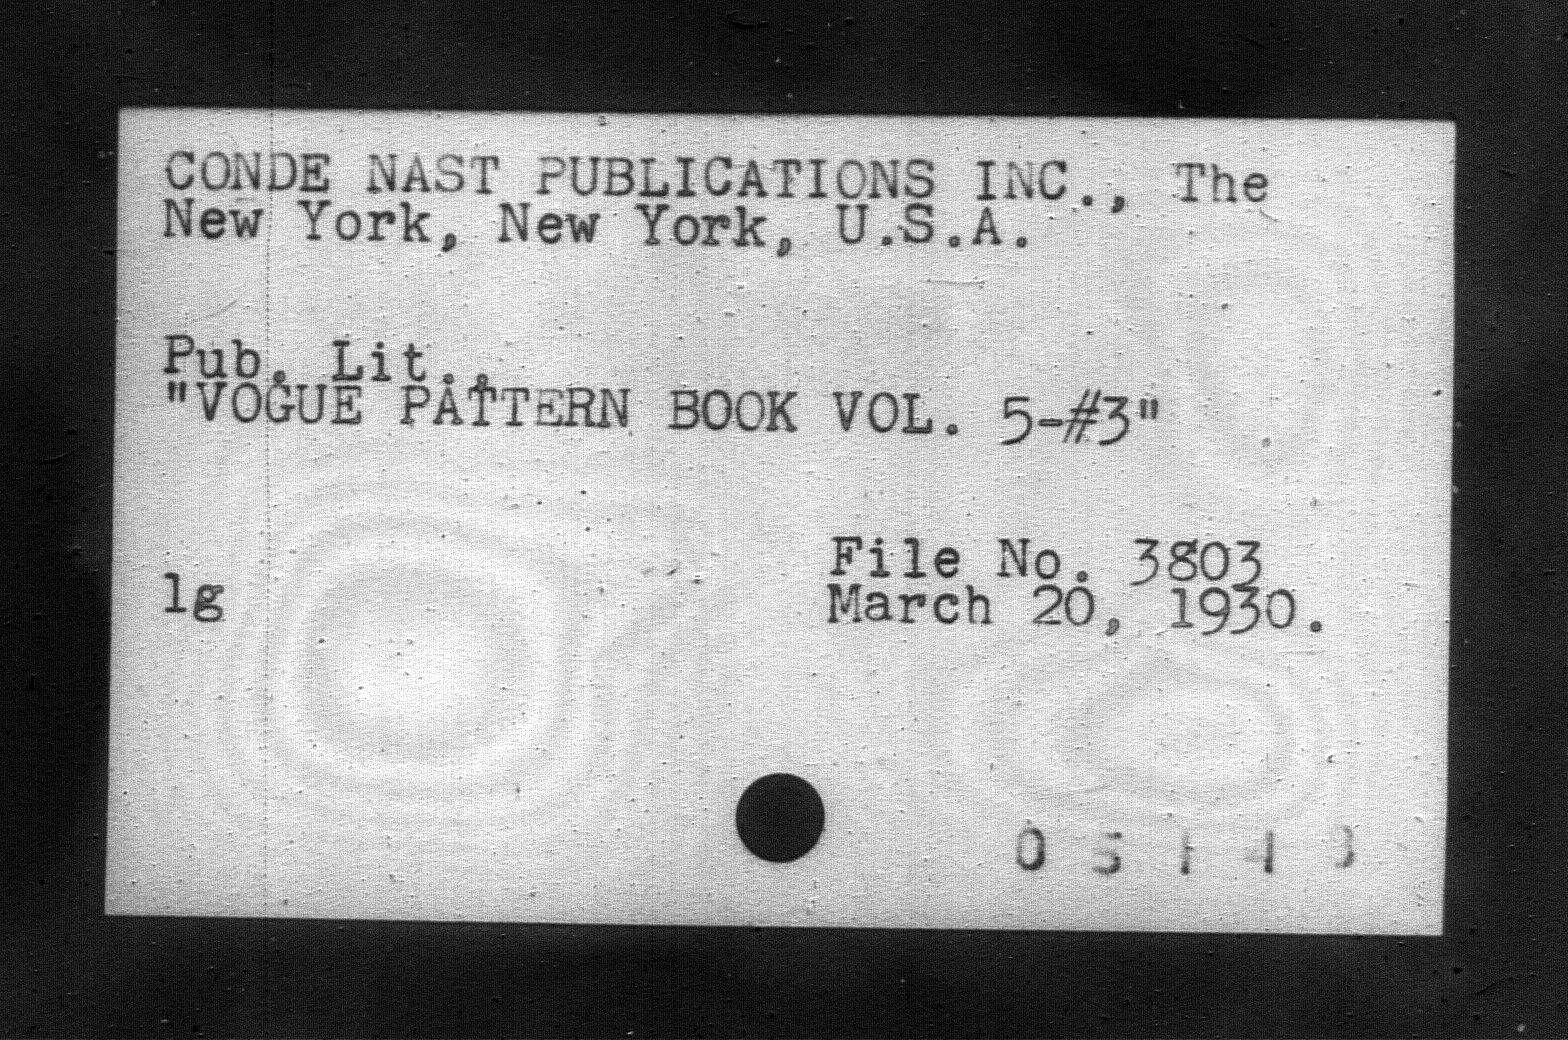 CONDE NAST PUBLICATIONS INC., The
New York, New York, U.S.A.
Pub. Lit.,
"VOGUE PATTERN BOOK VOL. 5-#3"
File No. 3803
lg
March 20, 1930.